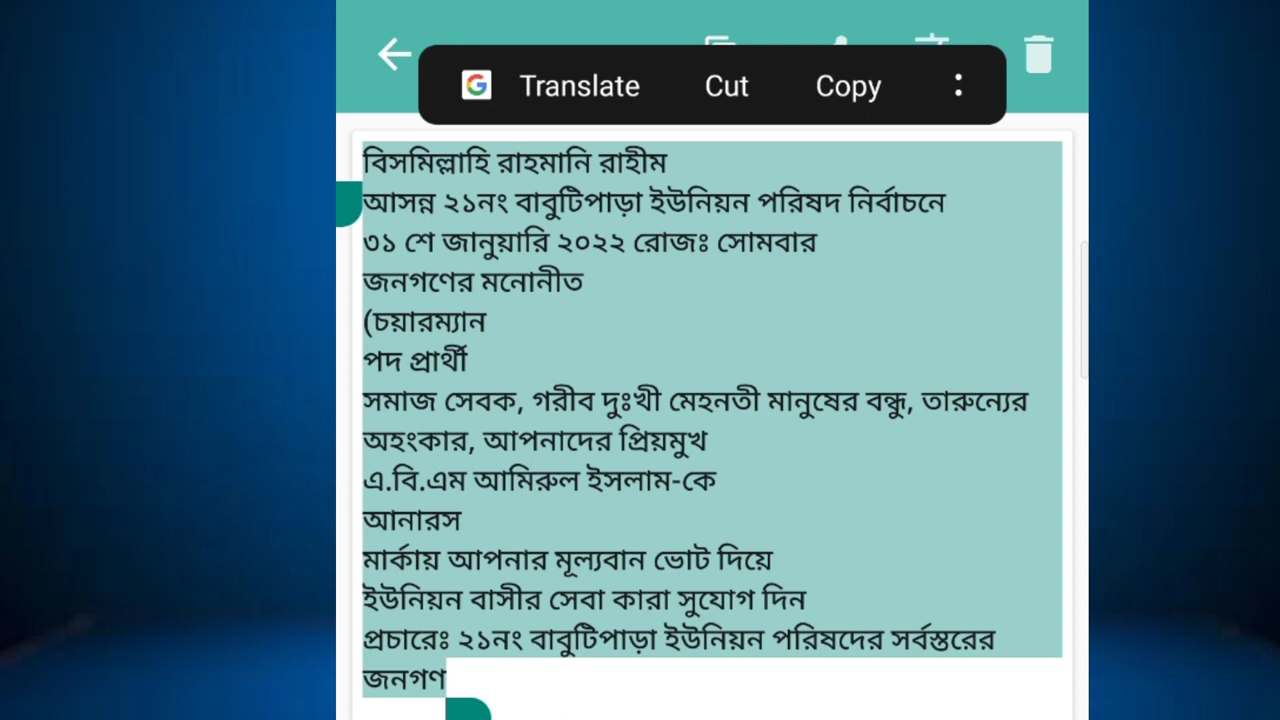 Translate Cut Copy
বিসমিল্লাহি রাহমানি রাহীম
আসন্ন ২১নং বাবুটিপাড়া ইউনিয়ন পরিষদ নির্বাচনে
৩১ শে জানুয়ারি ২০২২ রোজঃ সোমবার
জনগণের মনোনীত
(চয়ারম্যান
পদ প্রার্থী
সমাজ সেবক, গরীব দুঃখী মেহনতী মানুষের বন্ধু, তারুন্যের
অহংকার, আপনাদের প্রিয়মুখ
এ.বি.এম আমিরুল ইসলাম-কে
আনারস
মার্কায় আপনার মূল্যবান ভোট দিয়ে
ইউনিয়ন বাসীর সেবা কারা সুযোগ দিন
প্রচারেঃ ২১নং বাবুটিপাড়া ইউনিয়ন পরিষদের সর্বস্তরের
জনগণ